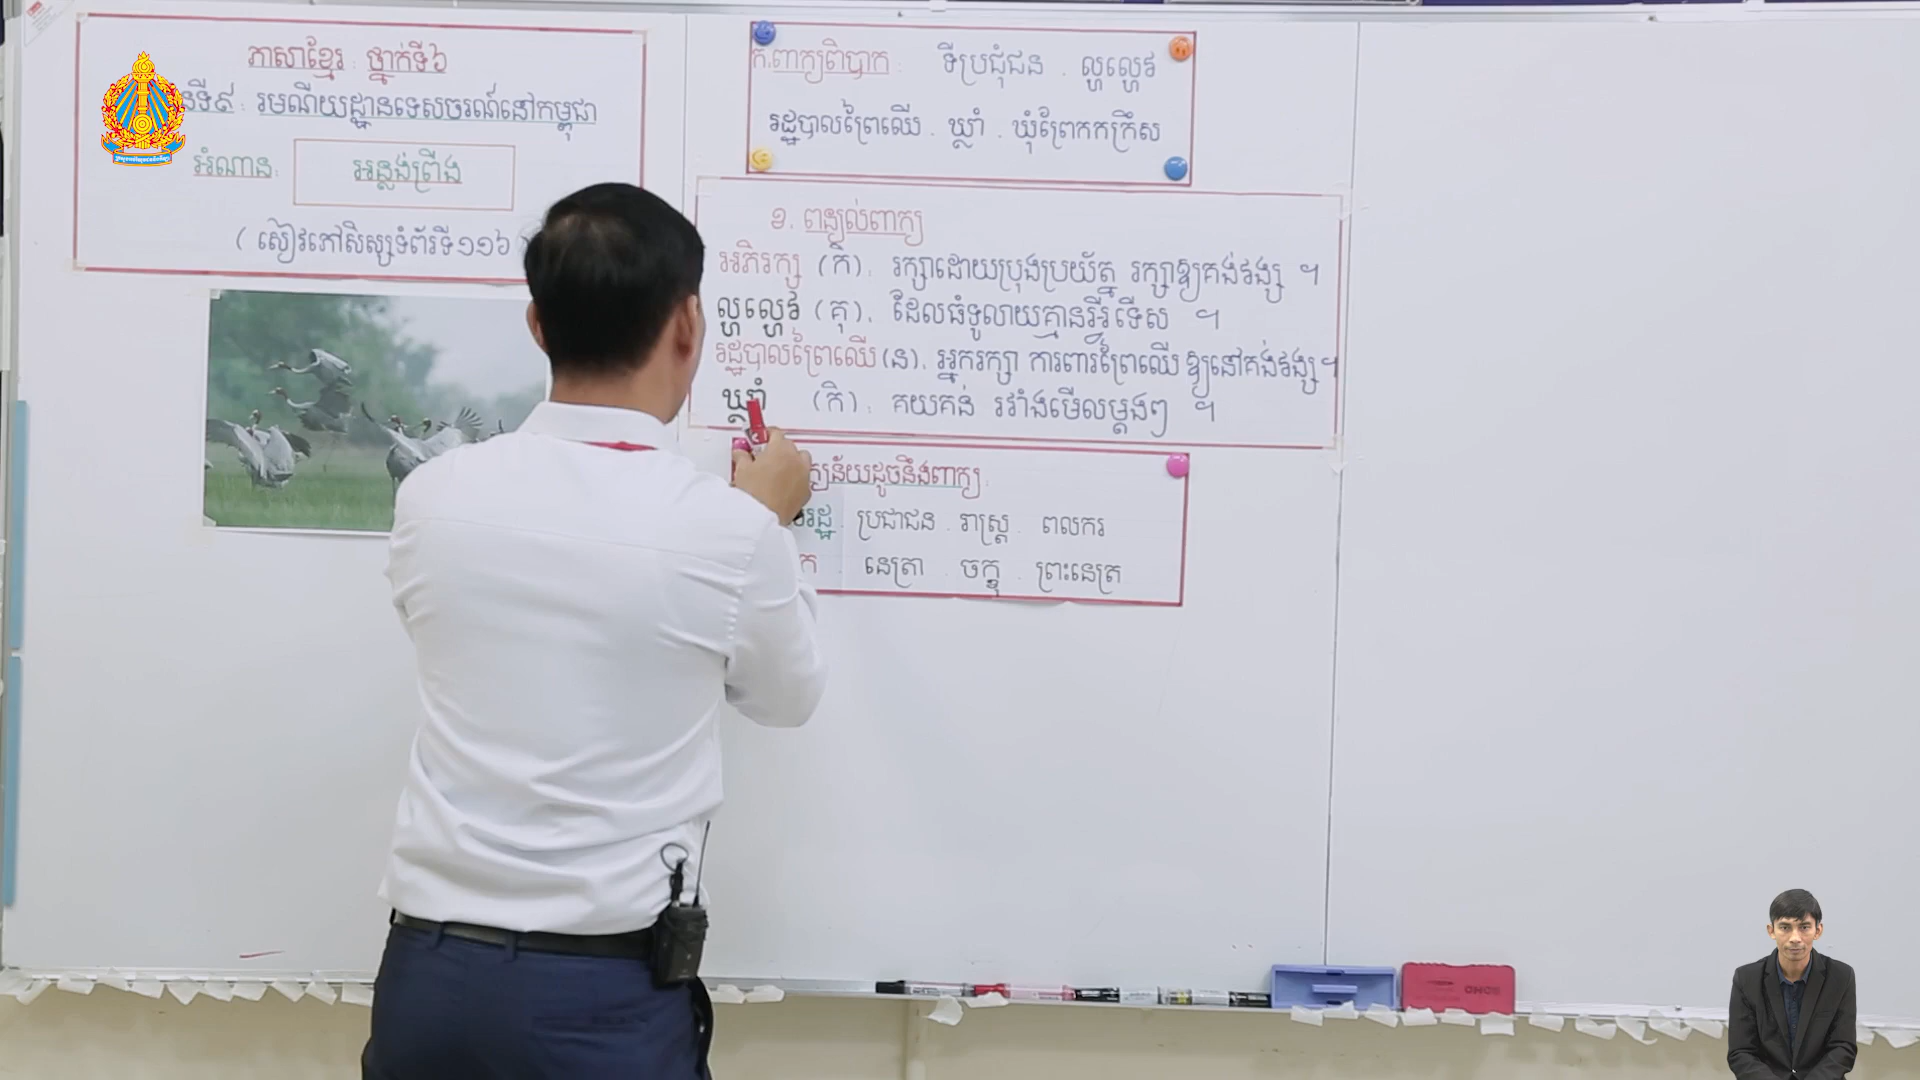 ភាសាខ្មែរ : ថ្នាក់ទី៦
នទី៩ : រមណីយដ្ឋានទេសចរណ៍នៅកម្ពុជា
អំណាន:
អន្លង់ព្រីង
( សៀវភៅសិស្សទំព័រទី១១៦
ក.ពាក្យពិបាក : ទីប្រជុំជន . ល្ហល្ហេវ
រដ្ឋបាលព្រៃឈើ . ឃ្លាំ . ឃុំព្រែកកក្រឹស
ខ. ពន្យល់ពាក្យ
អភិរក្ស (កិ). រក្សាដោយប្រុងប្រយ័ត្ន រក្សាឱ្យគង់វង្ស ។
ល្ហល្ហេវ (គុ). ដែលធំទូលាយគ្មានអ្វីអើទើស ។
រដ្ឋបាលព្រៃឈើ (ន). អ្នករក្សា ការពារព្រៃឈើ ឱ្យនៅគង់វង្ស។
ឃ្លាំ (កិ): គយគន់ រវាំងមើលម្ដងៗ ។
ក្យន័យដូចនឹងពាក្យ:
រដ្ឋ . ប្រជាជន . រាស្ត្រ . ពលករ
ក . នេត្រា . ចក្ខុ . ព្រះនេត្រ